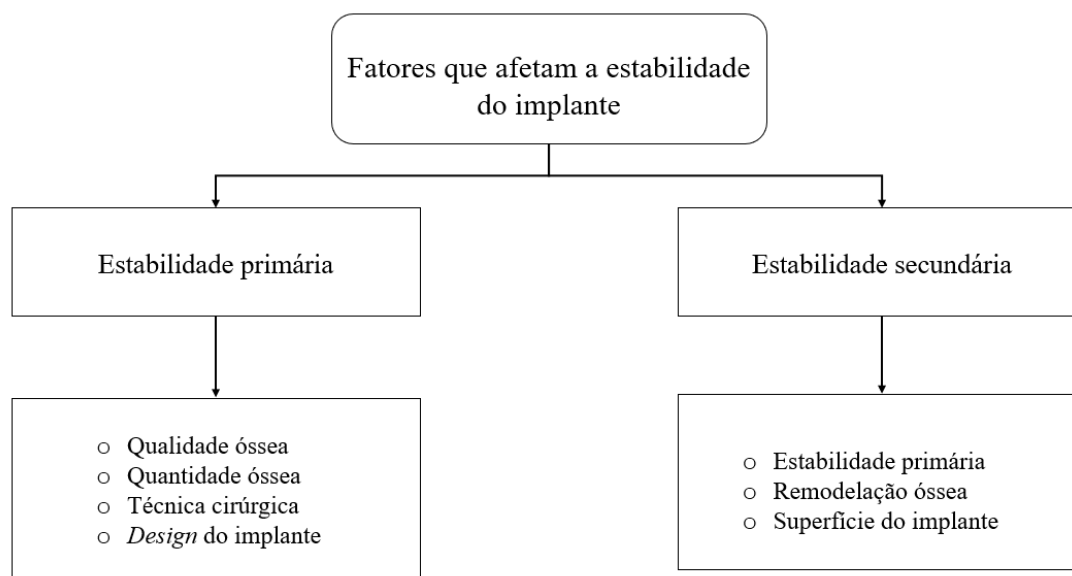 Fatores que afetam a estabilidade
do implante
Estabilidade primária
Estabilidade secundária
o Qualidade óssea
o Quantidade óssea
o Técnica cirúrgica
o Design do implante
o Estabilidade primária
o Remodelação óssea
o Superfície do implante